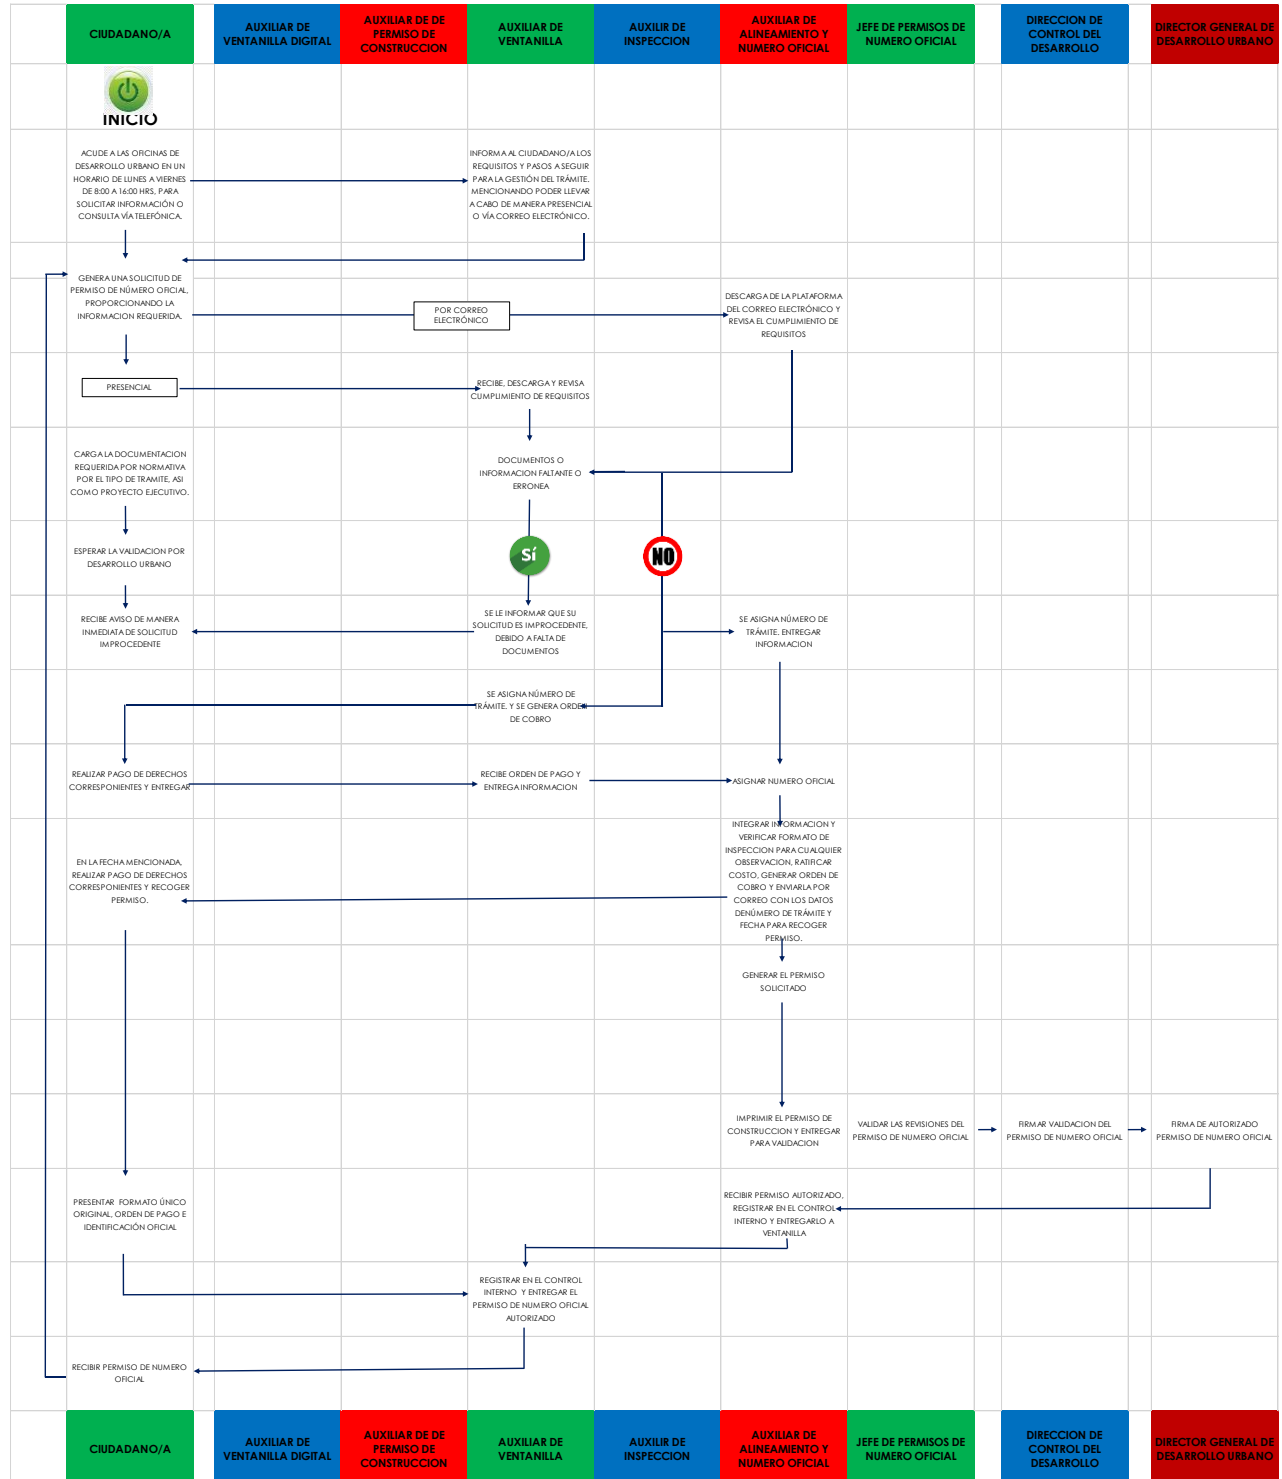 CIUDADANO/A
AUXILIAR DE
VENTANILLA DIGITAL
AUXILIAR DE DE
PERMISO DE
CONSTRUCCION
AUXILIAR DE
VENTANILLA
AUXILIR DE
INSPECCION
AUXILIAR DE
ALINEAMIENTO Y
NUMERO OFICIAL
JEFE DE PERMISOS DE
NUMERO OFICIAL
DIRECCION DE
CONTROL DEL
DESARROLLO
DIRECTOR GENERAL DE
DESARROLLO URBANO
INICIO
ACUDE A LAS OFICINAS DE
DESARROLLO URBANO EN UN
HORARIO DE LUNES A VIERNES
DE 8:00 A 16:00 HRS, PARA
SOLICITAR INFORMACIÓN O
CONSULTA VÍA TELEFÓNICA.
INFORMA AL CIUDADANO/A LOS
REQUISITOS Y PASOS A SEGUIR
PARA LA GESTIÓN DEL TRÁMITE.
MENCIONANDO PODER LLEVAR
A CABO DE MANERA PRESENCIAL
O VÍA CORREO ELECTRÓNICO.
GENERA UNA SOLICITUD DE
PERMISO DE NÚMERO OFICIAL,
PROPORCIONANDO LA
INFORMACION REQUERIDA.
POR CORREO
ELECTRÓNICO
DESCARGA DE LA PLATAFORMA
DEL CORREO ELECTRÓNICO Y
REVISA EL CUMPLIMIENTO DE
REQUISITOS
PRESENCIAL
RECIBE, DESCARGA Y REVISA
CUMPLIMIENTO DE REQUISITOS
CARGA LA DOCUMENTACION
REQUERIDA POR NORMATIVA
POR EL TIPO DE TRAMITE, ASI
COMO PROYECTO EJECUTIVO.
DOCUMENTOS O
INFORMACION FALTANTE O
ERRONEA
ESPERAR LA VALIDACION POR
DESARROLLO URBANO
Sí
NO
RECIBE AVISO DE MANERA
INMEDIATA DE SOLICITUD
IMPROCEDENTE
SE LE INFORMAR QUE SU
SOLICITUD ES IMPROCEDENTE,
DEBIDO A FALTA DE
DOCUMENTOS
SE ASIGNA NÚMERO DE
TRÁMITE. ENTREGAR
INFORMACION
SE ASIGNA NÚMERO DE
TRÁMITE. Y SE GENERA ORDEN
DE COBRO
REALIZAR PAGO DE DERECHOS
CORRESPONIENTES Y ENTREGAR
RECIBE ORDEN DE PAGO Y
ENTREGA INFORMACION
ASIGNAR NUMERO OFICIAL
EN LA FECHA MENCIONADA,
REALIZAR PAGO DE DERECHOS
CORRESPONIENTES Y RECOGER
PERMISO.
INTEGRAR INFORMACION Y
VERIFICAR FORMATO DE
INSPECCION PARA CUALQUIER
OBSERVACION, RATIFICAR
COSTO, GENERAR ORDEN DE
COBRO Y ENVIARLA POR
CORREO CON LOS DATOS
DENÚMERO DE TRÁMITE Y
FECHA PARA RECOGER
PERMISO.
GENERAR EL PERMISO
SOLICITADO
IMPRIMIR EL PERMISO DE
CONSTRUCCION Y ENTREGAR
PARA VALIDACION
VALIDAR LAS REVISIONES DEL
PERMISO DE NUMERO OFICIAL
FIRMAR VALIDACION DEL
PERMISO DE NUMERO OFICIAL
FIRMA DE AUTORIZADO
PERMISO DE NUMERO OFICIAL
PRESENTAR FORMATO ÚNICO
ORIGINAL, ORDEN DE PAGO E
IDENTIFICACIÓN OFICIAL
RECIBIR PERMISO AUTORIZADO,
REGISTRAR EN EL CONTROL
INTERNO Y ENTREGARLO A
VENTANILLA
REGISTRAR EN EL CONTROL
INTERNO Y ENTREGAR EL
PERMISO DE NUMERO OFICIAL
AUTORIZADO
RECIBIR PERMISO DE NUMERO
OFICIAL
CIUDADANO/A
AUXILIAR DE
VENTANILLA DIGITAL
AUXILIAR DE DE
PERMISO DE
CONSTRUCCION
AUXILIAR DE
VENTANILLA
AUXILIR DE
INSPECCION
AUXILIAR DE
ALINEAMIENTO Y
NUMERO OFICIAL
JEFE DE PERMISOS DE
NUMERO OFICIAL
DIRECCION DE
CONTROL DEL
DESARROLLO
DIRECTOR GENERAL DE
DESARROLLO URBANO